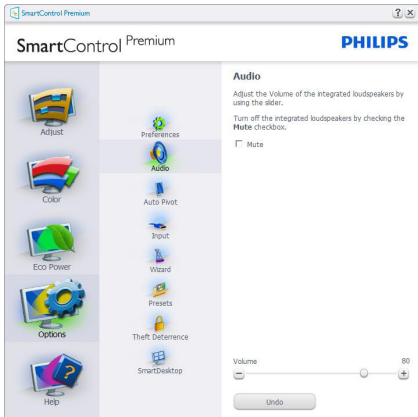 SmartControl Premium
? ×
SmartControl Premium
PHILIPS
Adjust
Color
Eco Power
Options
Help
Preferences
Audio
Auto Pivot
Input
Wizard
Presets
Theft Deterrence
SmartDesktop
Audio
Adjust the Volume of the integrated loudspeakers by
using the slider.
Turn off the integrated loudspeakers by checking the
Mute checkbox.
Mute
Volume 80
Undo